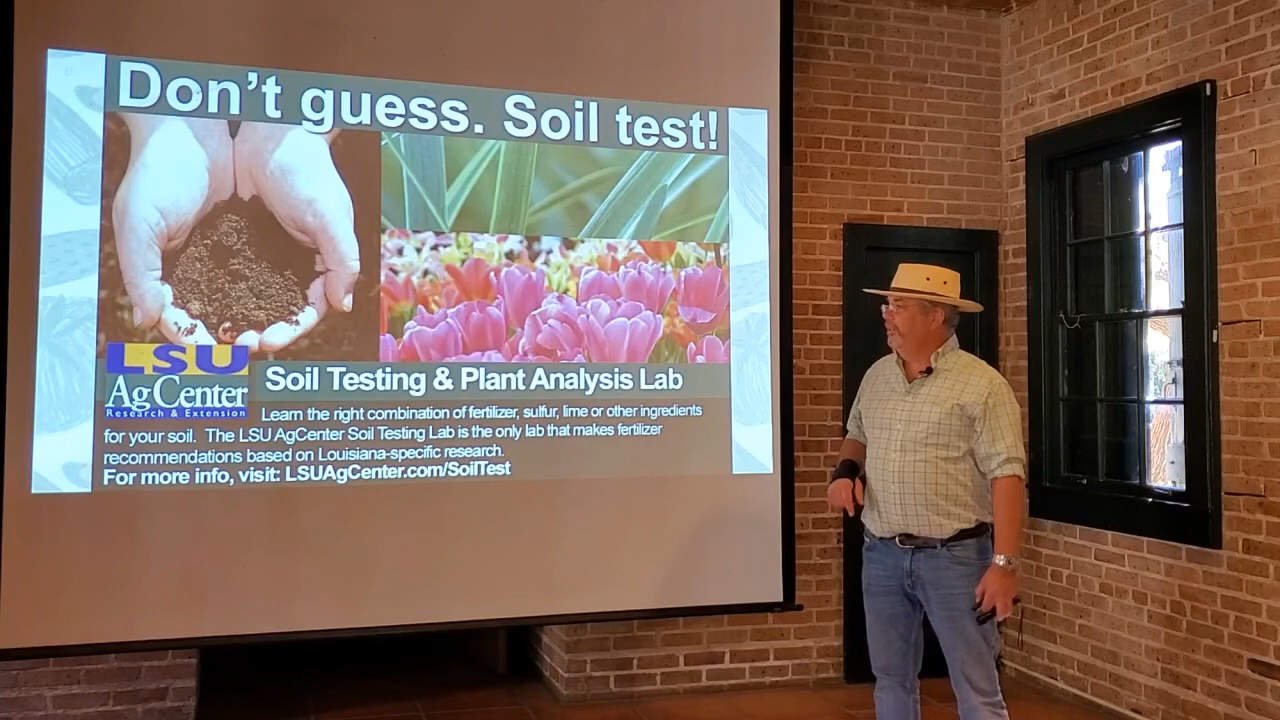 Don't guess. Soil test!
LSU
AgCenter
Research & Extension
Soil Testing & Plant Analysis Lab
Learn the right combination of fertilizer, sulfur, lime or other ingredients
for your soil. The LSU AgCenter Soil Testing Lab is the only lab that makes fertilizer
recommendations based on Louisiana-specific research.
For more info, visit: LSUAgCenter.com/SoilTest